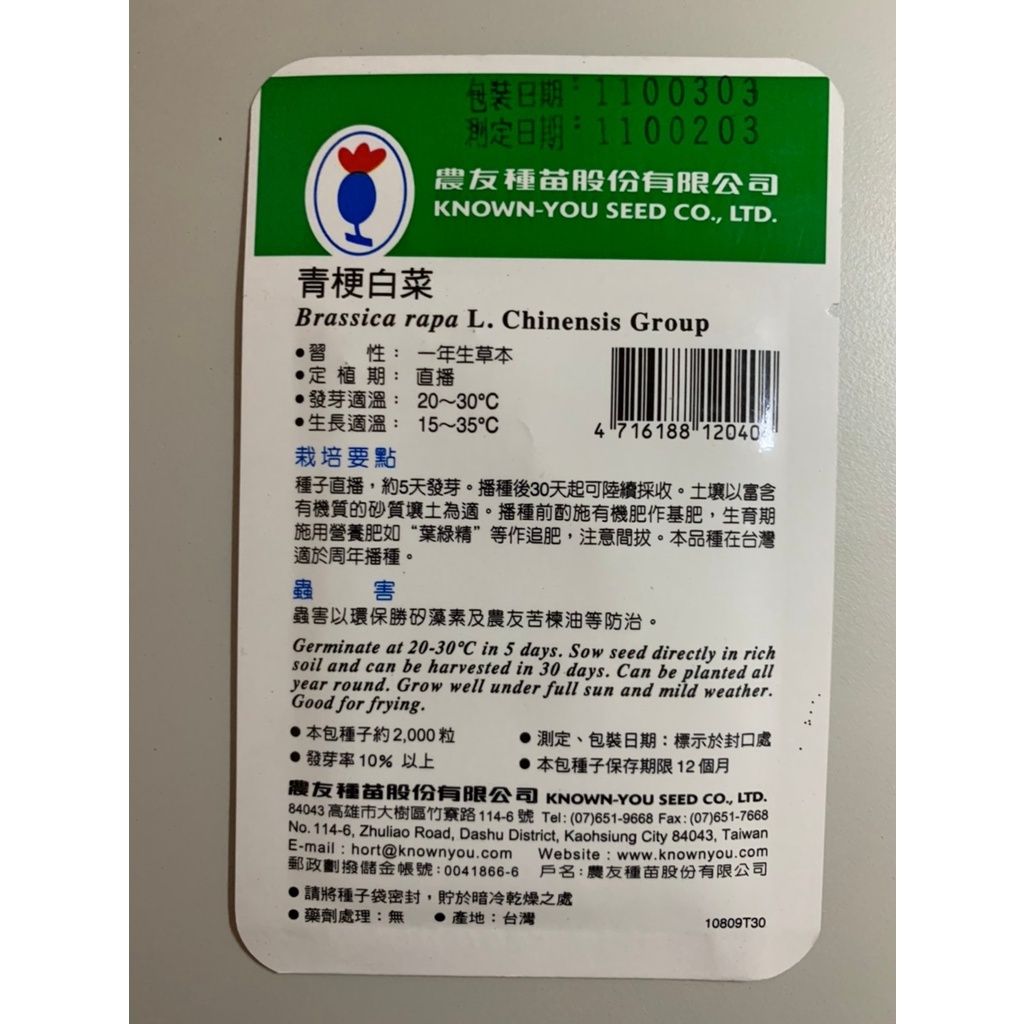 包裝日期：1100303
測定日期：1100203
農友種苗股份有限公司
KNOWN-YOU SEED CO., LTD.
青梗白菜
Brassica rapa L. Chinensis Group
●習　　性：　一年生草本
●定 植 期：　直播
●發芽適溫：　20～30°C
●生長適溫：　15～35°C
4 716188 12040
栽培要點
種子直播，約5天發芽。播種後30天起可陸續採收。土壤以富含
有機質的砂質壤土為適。播種前酌施有機肥作基肥，生育期
施用營養肥如“葉綠精”等作追肥，注意間拔。本品種在台灣
適於周年播種。
蟲　　害
蟲害以環保勝矽藻素及農友苦楝油等防治。
Germinate at 20-30°C in 5 days. Sow seed directly in rich
soil and can be harvested in 30 days. Can be planted all
year round. Grow well under full sun and mild weather.
Good for frying.
●本包種子約2,000粒　●測定、包裝日期：標示於封口處
●發芽率10% 以上　●本包種子保存期限12個月
農友種苗股份有限公司 KNOWN-YOU SEED CO., LTD.
84043 高雄市大樹區竹寮路114-6 號 Tel: (07)651-9668 Fax: (07)651-7668
No. 114-6, Zhuliao Road, Dashu District, Kaohsiung City 84043, Taiwan
E-mail : hort@knownyou.com　Website : www.knownyou.com
郵政劃撥儲金帳號：0041866-6　戶名：農友種苗股份有限公司
●請將種子袋密封，貯於暗冷乾燥之處
●藥劑處理：無　●產地：台灣
10809T30